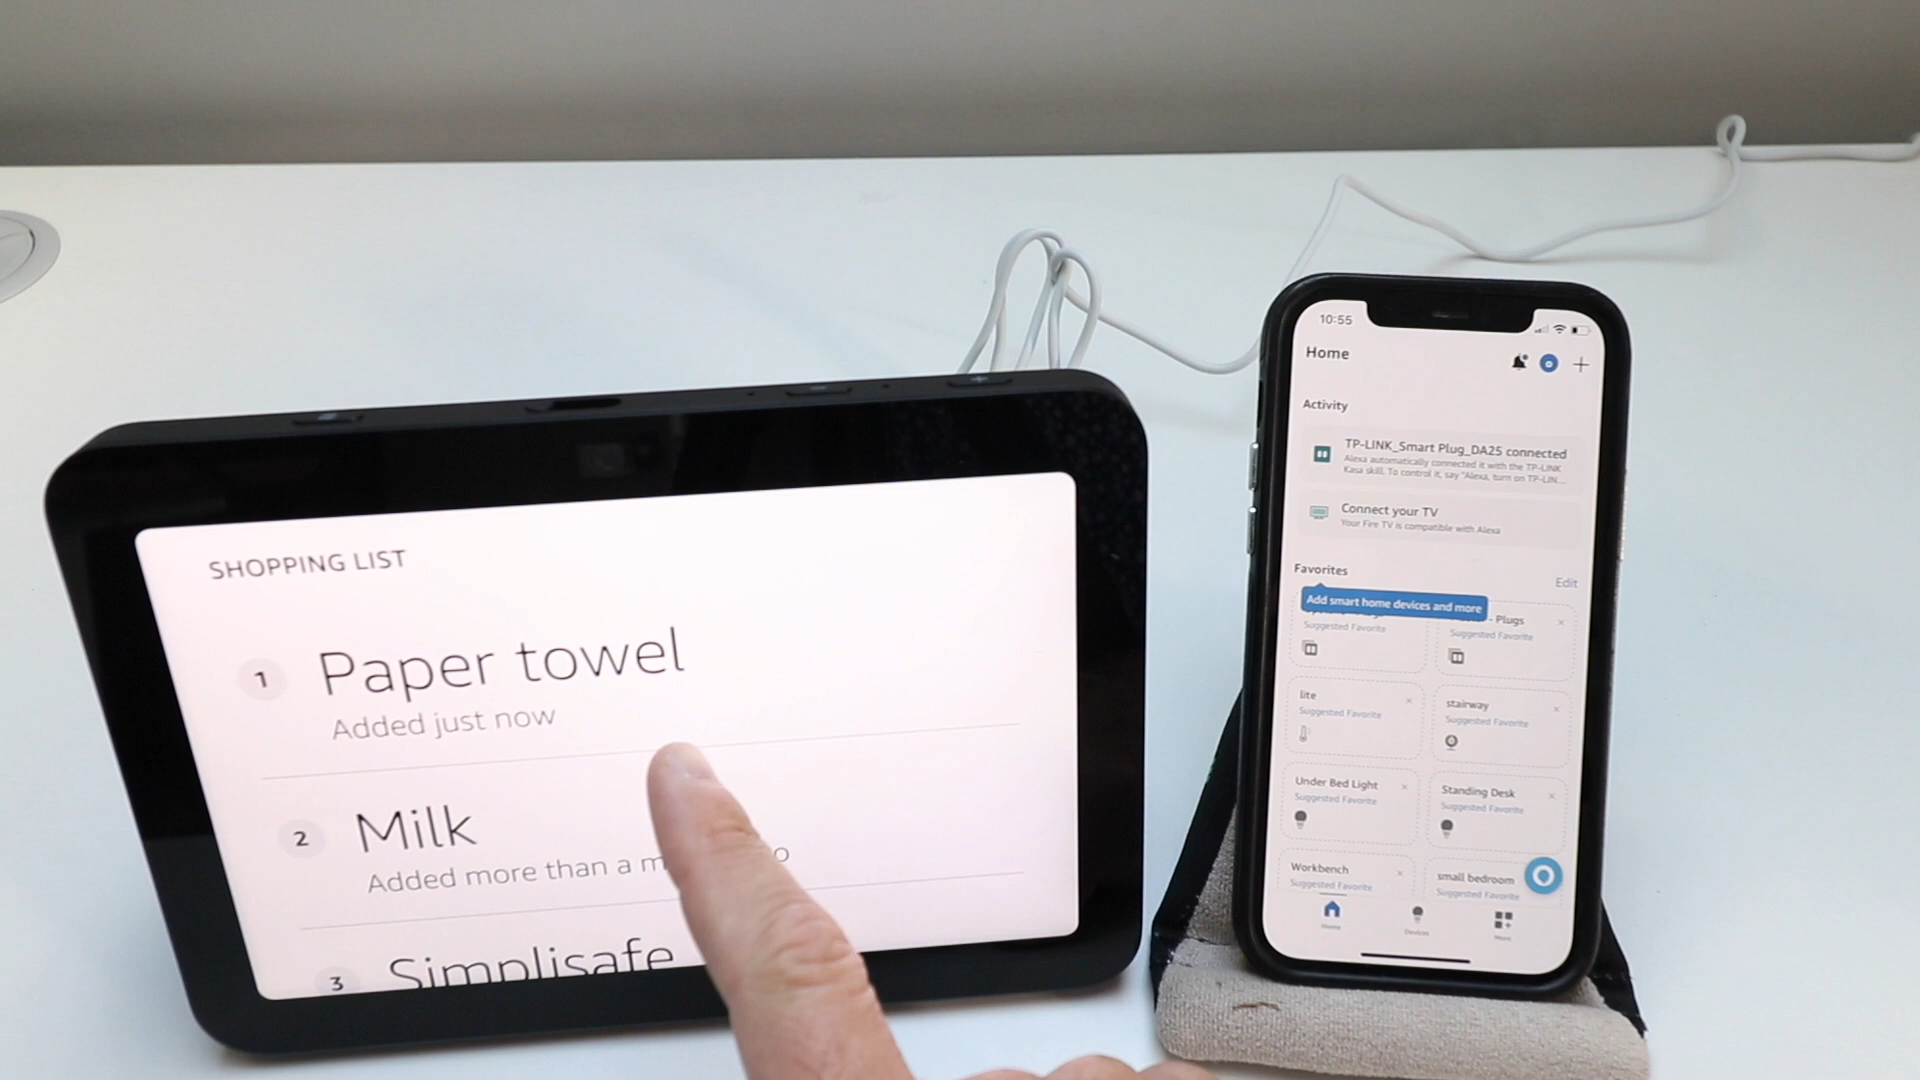 SHOPPING LIST
1
Paper towel
Added just now
2
Milk
Added more than a
3
Simplisafe
10:55
Home
Activity
TP-LINK_Smart Plug_DA25 connected
Alexa automatically connected it with the TP-LINK
Kasa skill. To control it, say "Alexa, turn on TP-LIN...
Connect your TV
Your Fire TV is compatible with Alexa
Favorites
Edit
Add smart home devices and more
Suggested Favorite
- Plugs
Suggested Favorite
lite
Suggested Favorite
stairway
Suggested Favorite
Under Bed Light
Suggested Favorite
Standing Desk
Suggested Favorite
Workbench
Suggested Favorite
small bedroom
Suggested Favorite
Home
Devices
More